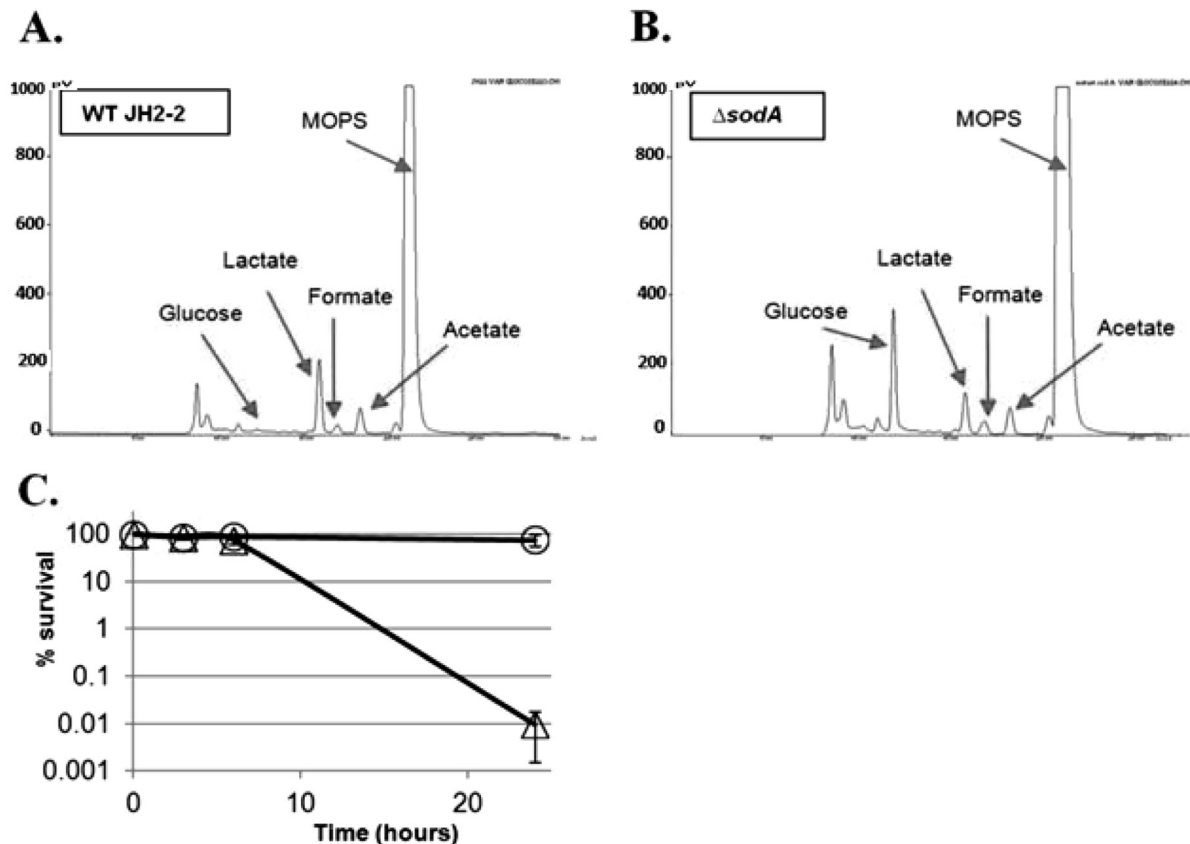 A.
1000
WT JH2-2
MOPS
800
600
Lactate
400
Formate
Glucose
Acetate
200
0
B.
1000
ΔsodA
MOPS
800
600
Lactate
400
Formate
Glucose
Acetate
200
0
C.
100
10
1
0.1
0.01
0.001
% survival
0
10
20
Time (hours)